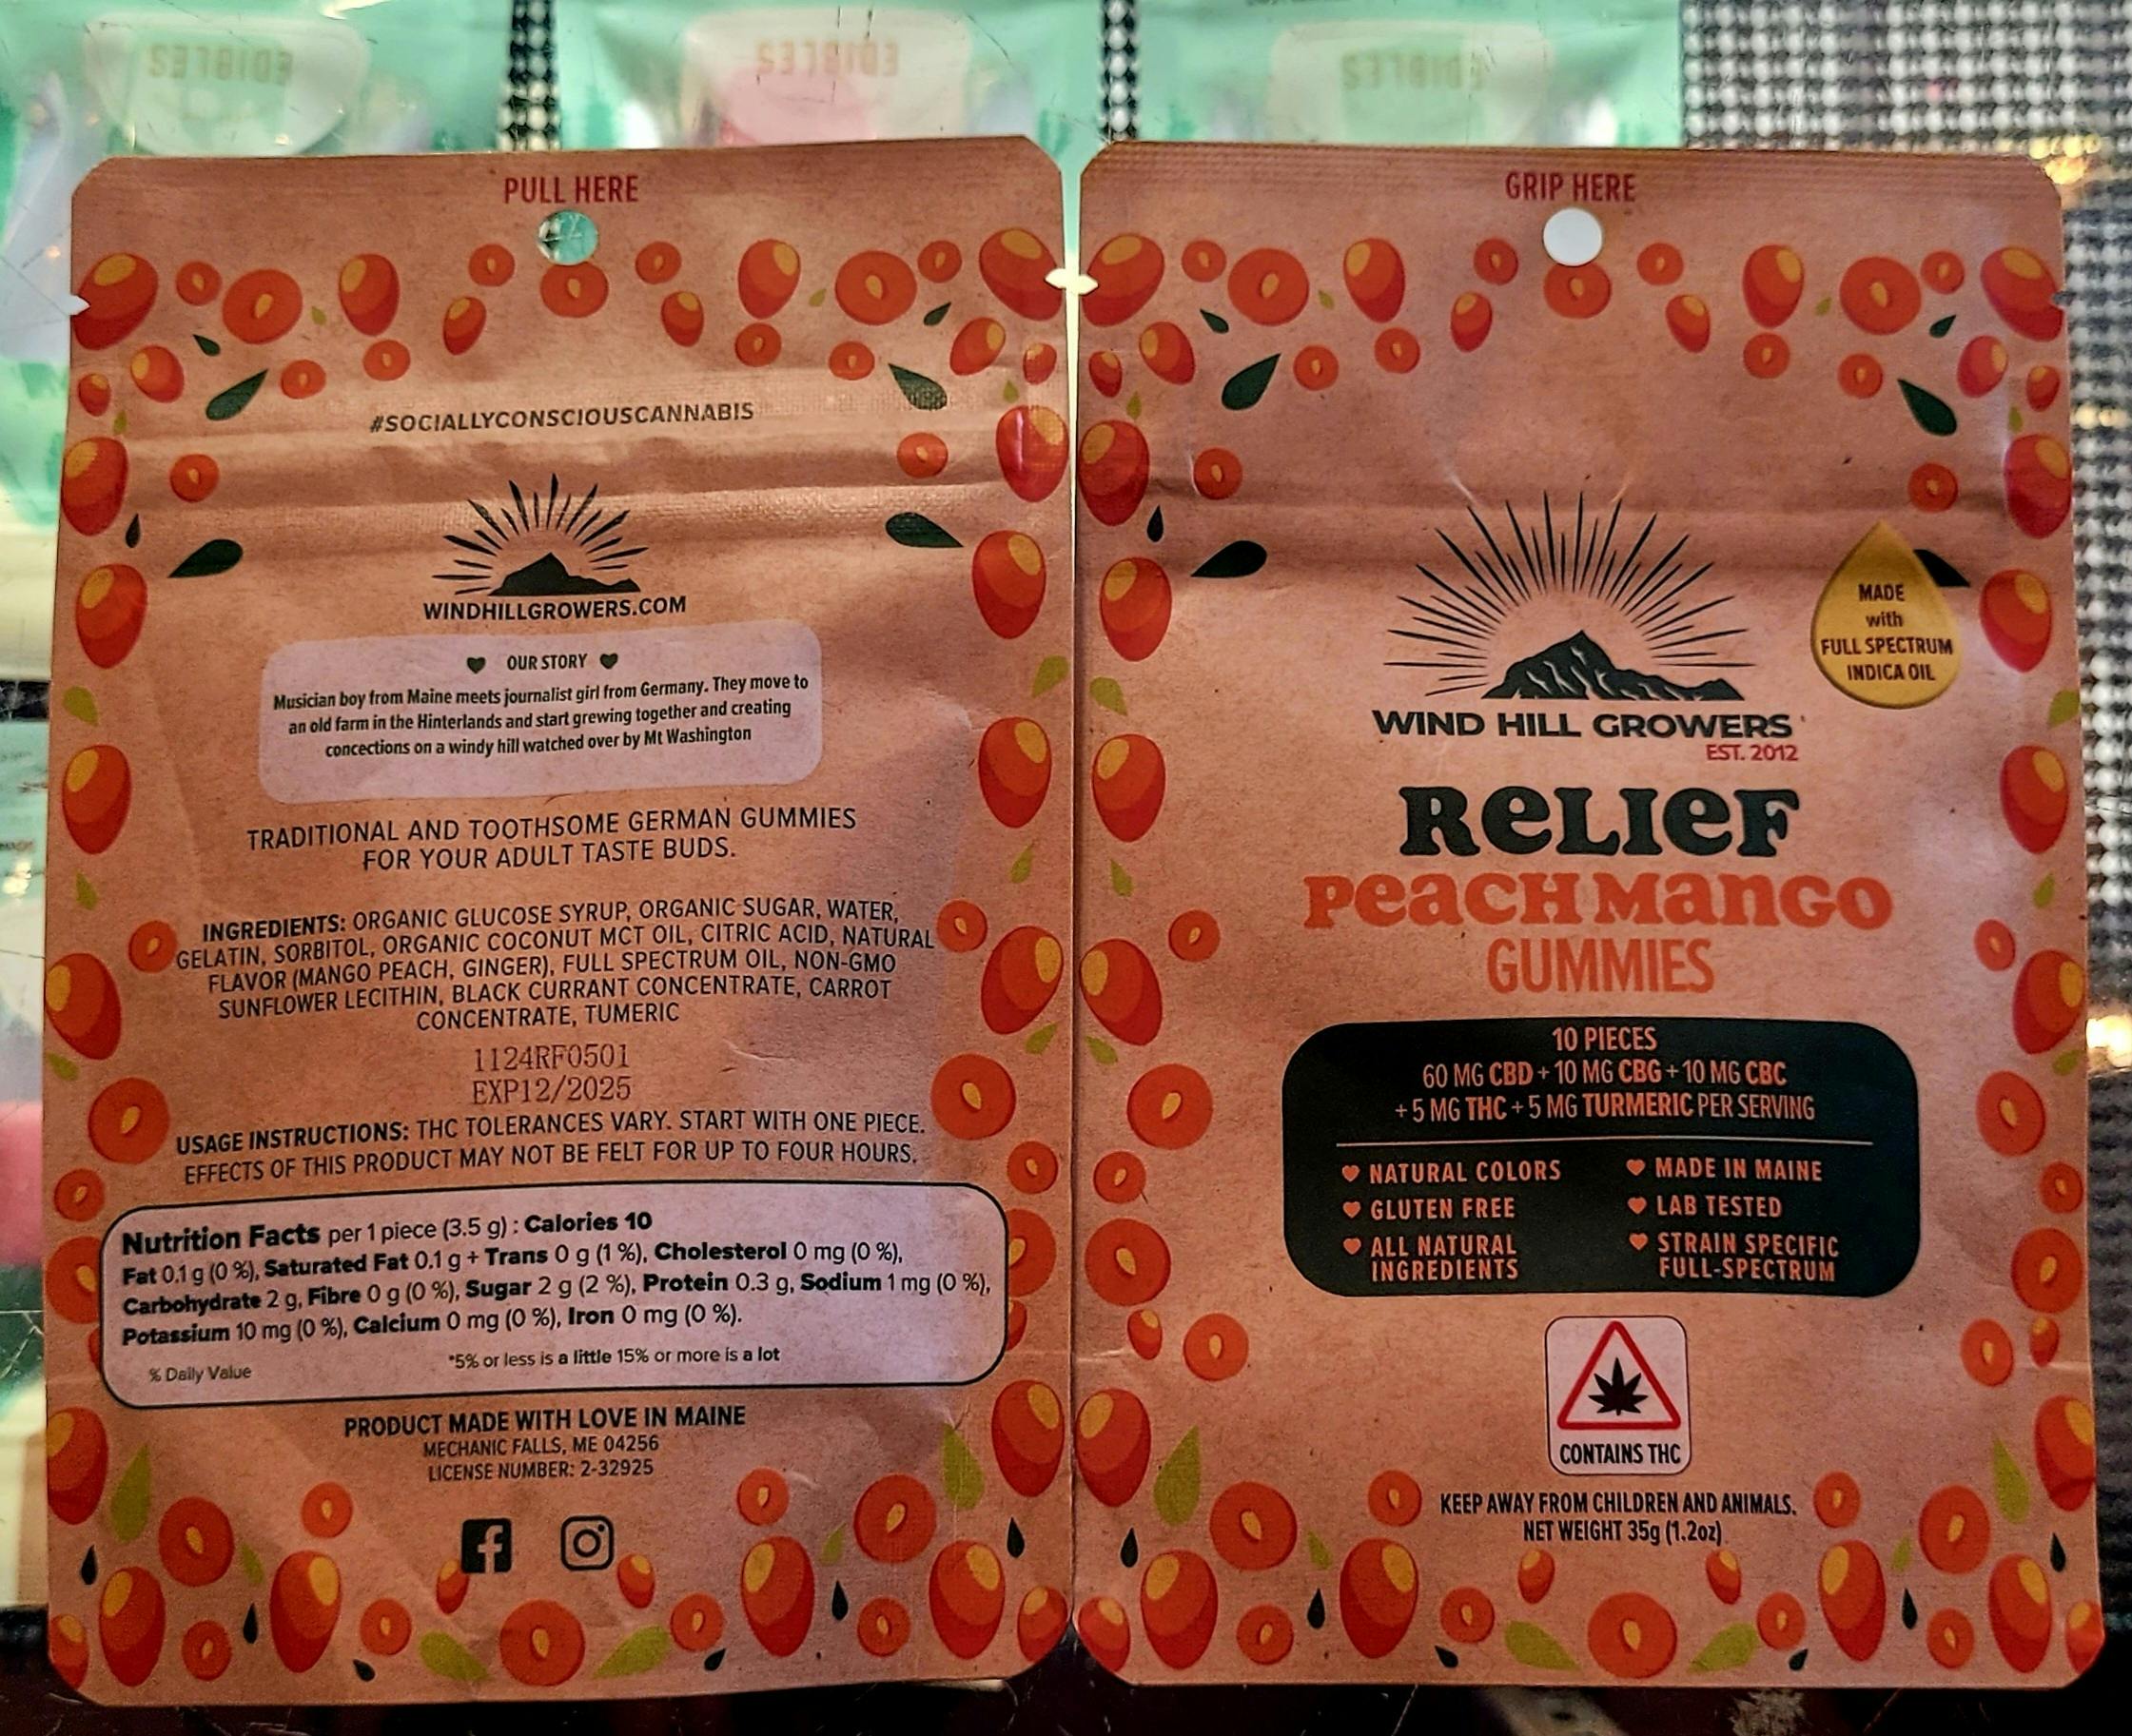 EDIBLES
EDIBLES
EDIBLES
PULL HERE
#SOCIALLYCONSCIOUSCANNABIS
WINDHILLGROWERS.COM
OUR STORY
Musician boy from Maine meets journalist girl from Germany. They move to
an old farm in the Hinterlands and start grewing together and creating
concections on a windy hill watched over by Mt Washington
TRADITIONAL AND TOOTHSOME GERMAN GUMMIES
FOR YOUR ADULT TASTE BUDS.
INGREDIENTS: ORGANIC GLUCOSE SYRUP, ORGANIC SUGAR, WATER,
GELATIN, SORBITOL, ORGANIC COCONUT MCT OIL, CITRIC ACID, NATURAL
FLAVOR (MANGO PEACH, GINGER), FULL SPECTRUM OIL, NON-GMO
SUNFLOWER LECITHIN, BLACK CURRANT CONCENTRATE, CARROT
CONCENTRATE, TUMERIC
1124RF0501
EXP12/2025
USAGE INSTRUCTIONS: THC TOLERANCES VARY. START WITH ONE PIECE.
EFFECTS OF THIS PRODUCT MAY NOT BE FELT FOR UP TO FOUR HOURS.
Nutrition Facts per 1 piece (3.5 g) : Calories 10
Fat 0.1 g (0 %), Saturated Fat 0.1 g + Trans 0 g (1 %), Cholesterol 0 mg (0 %),
Carbohydrate 2 g, Fibre 0 g (0 %), Sugar 2 g (2 %), Protein 0.3 g, Sodium 1 mg (0 %),
Potassium 10 mg (0 %), Calcium 0 mg (0 %), Iron 0 mg (0 %).
% Daily Value *5% or less is a little 15% or more is a lot
PRODUCT MADE WITH LOVE IN MAINE
MECHANIC FALLS, ME 04256
LICENSE NUMBER: 2-32925
GRIP HERE
MADE
with
FULL SPECTRUM
INDICA OIL
WIND HILL GROWERS
EST. 2012
RELIEF
PEACH MANGO
GUMMIES
10 PIECES
60 MG CBD + 10 MG CBG + 10 MG CBC
+ 5 MG THC + 5 MG TURMERIC PER SERVING
NATURAL COLORS
GLUTEN FREE
ALL NATURAL
INGREDIENTS
MADE IN MAINE
LAB TESTED
STRAIN SPECIFIC
FULL-SPECTRUM
CONTAINS THC
KEEP AWAY FROM CHILDREN AND ANIMALS.
NET WEIGHT 35g (1.2oz)